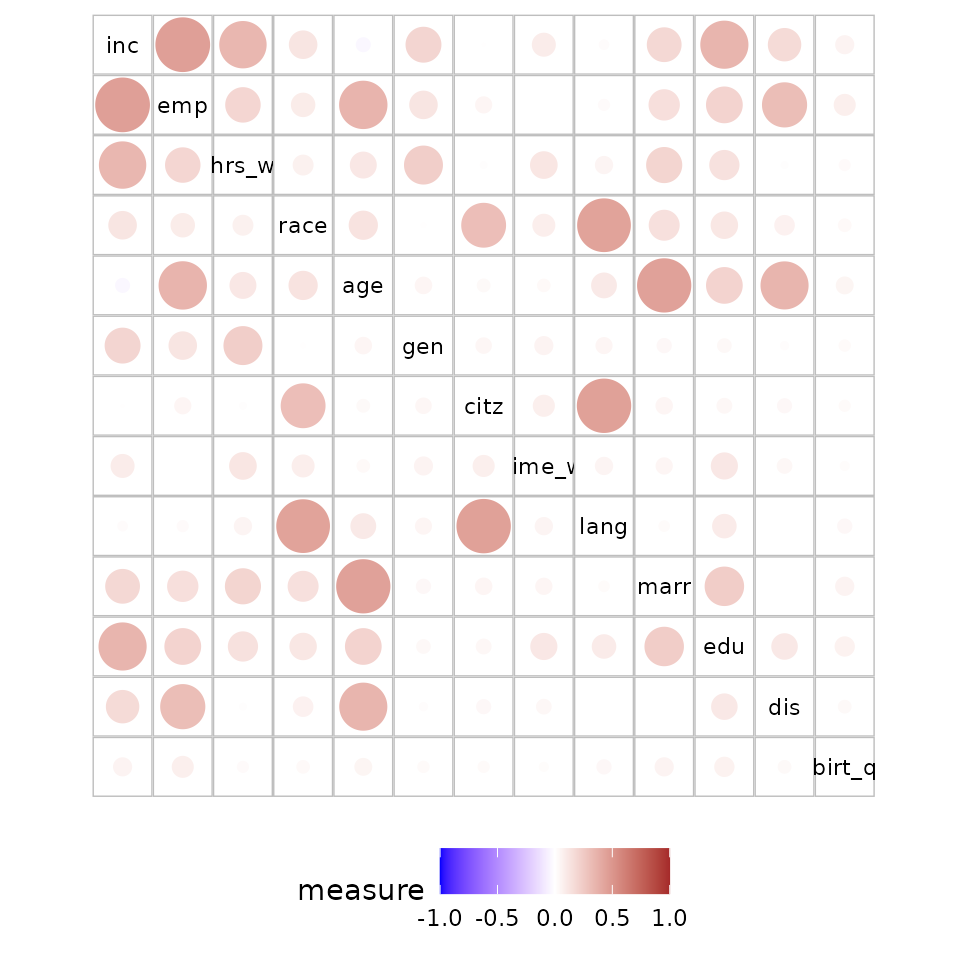 inc
emp
hrs_w
race
age
gen
citz
ime_w
lang
marr
edu
dis
birt_q
measure
-1.0 -0.5 0.0 0.5 1.0